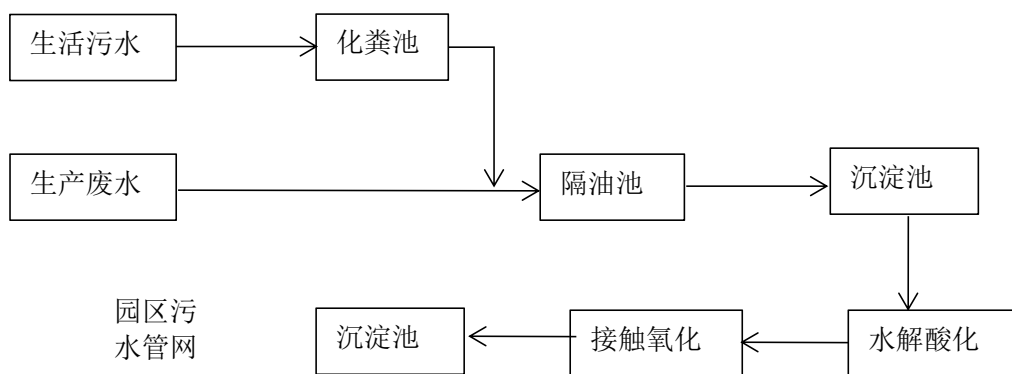 生活污水
化粪池
生产废水
隔油池
沉淀池
园区污
水管网
沉淀池
接触氧化
水解酸化